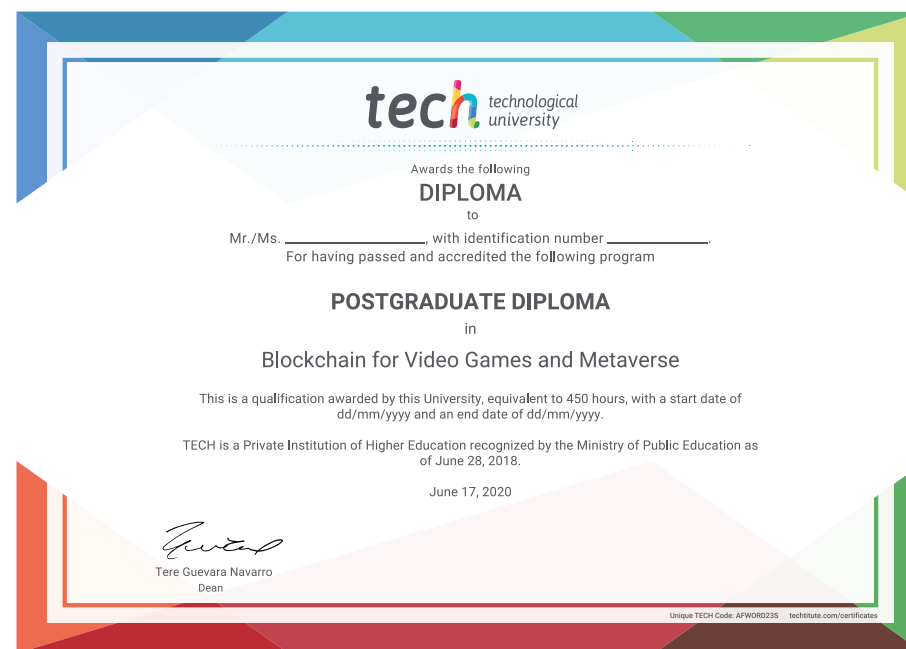 tech technological
university
Awards the following
DIPLOMA
to
Mr./Ms. ____________________, with identification number ______________.
For having passed and accredited the following program
POSTGRADUATE DIPLOMA
in
Blockchain for Video Games and Metaverse
This is a qualification awarded by this University, equivalent to 450 hours, with a start date of
dd/mm/yyyy and an end date of dd/mm/yyyy.
TECH is a Private Institution of Higher Education recognized by the Ministry of Public Education as
of June 28, 2018.
June 17, 2020
Tere Guevara Navarro
Dean
Unique TECH Code: AFWORD23S techtitute.com/certificates